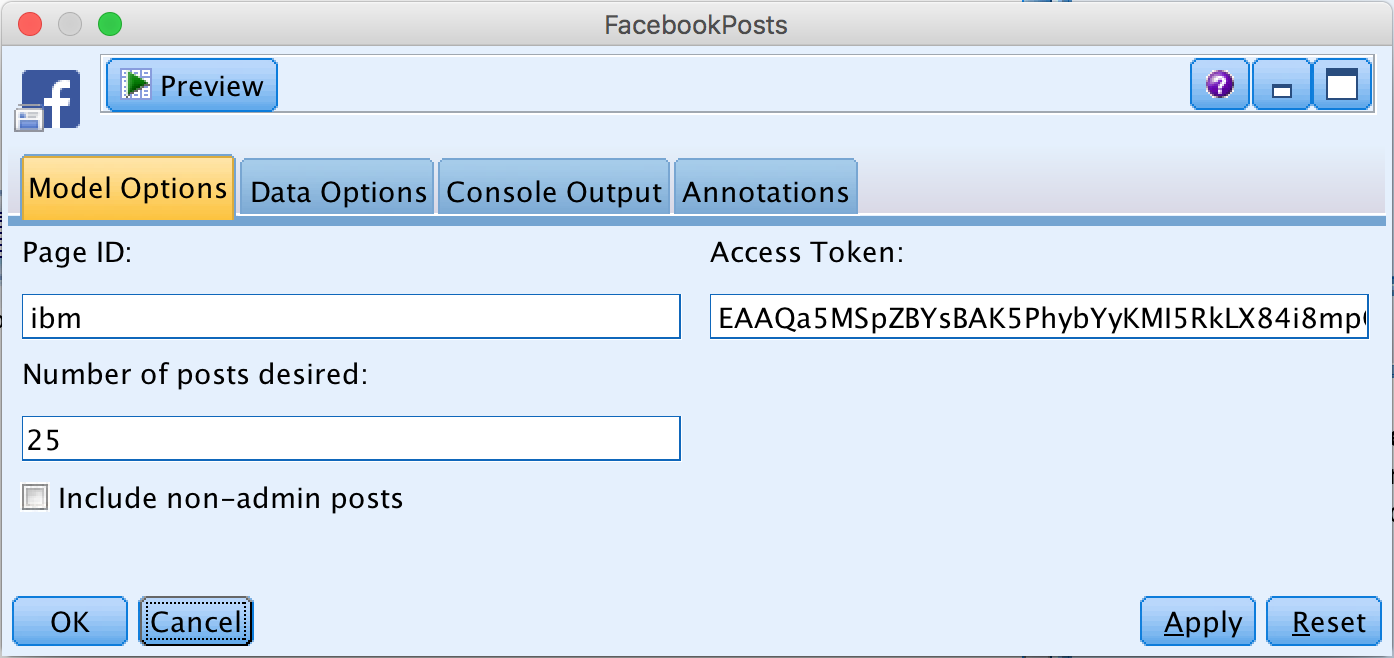 FacebookPosts
Preview
Model Options
Data Options
Console Output
Annotations
Page ID:
Access Token:
ibm
EAAQa5MSpZBYsBAK5PhybYyKMI5RkLX84i8mp
Number of posts desired:
25
Include non-admin posts
OK
Cancel
Apply
Reset